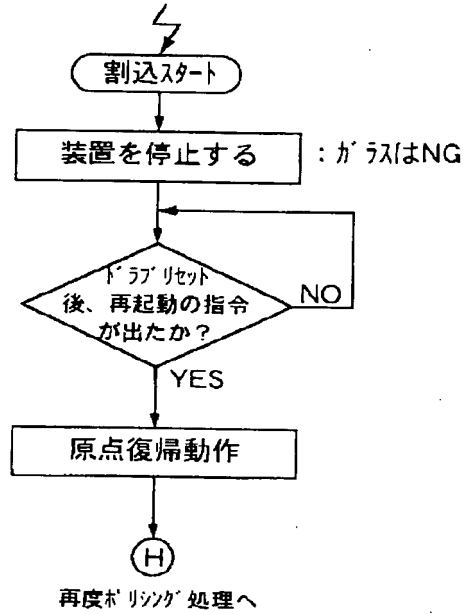 割込スタート
装置を停止する
：ガラスはNG
ドラブリセット
後、再起動の指令
が出たか？
NO
YES
原点復帰動作
H
再度ポリシング処理へ